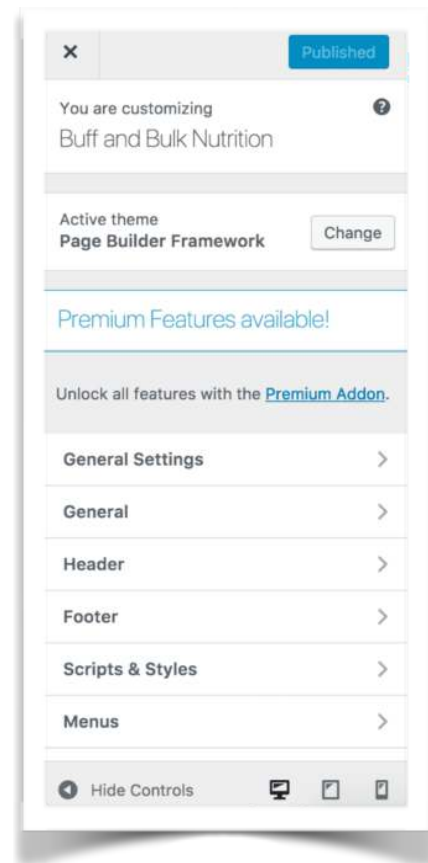 Published
You are customizing
Buff and Bulk Nutrition
Active theme
Page Builder Framework
Change
Premium Features available!
Unlock all features with the Premium Addon.
General Settings
General
Header
Footer
Scripts & Styles
Menus
Hide Controls